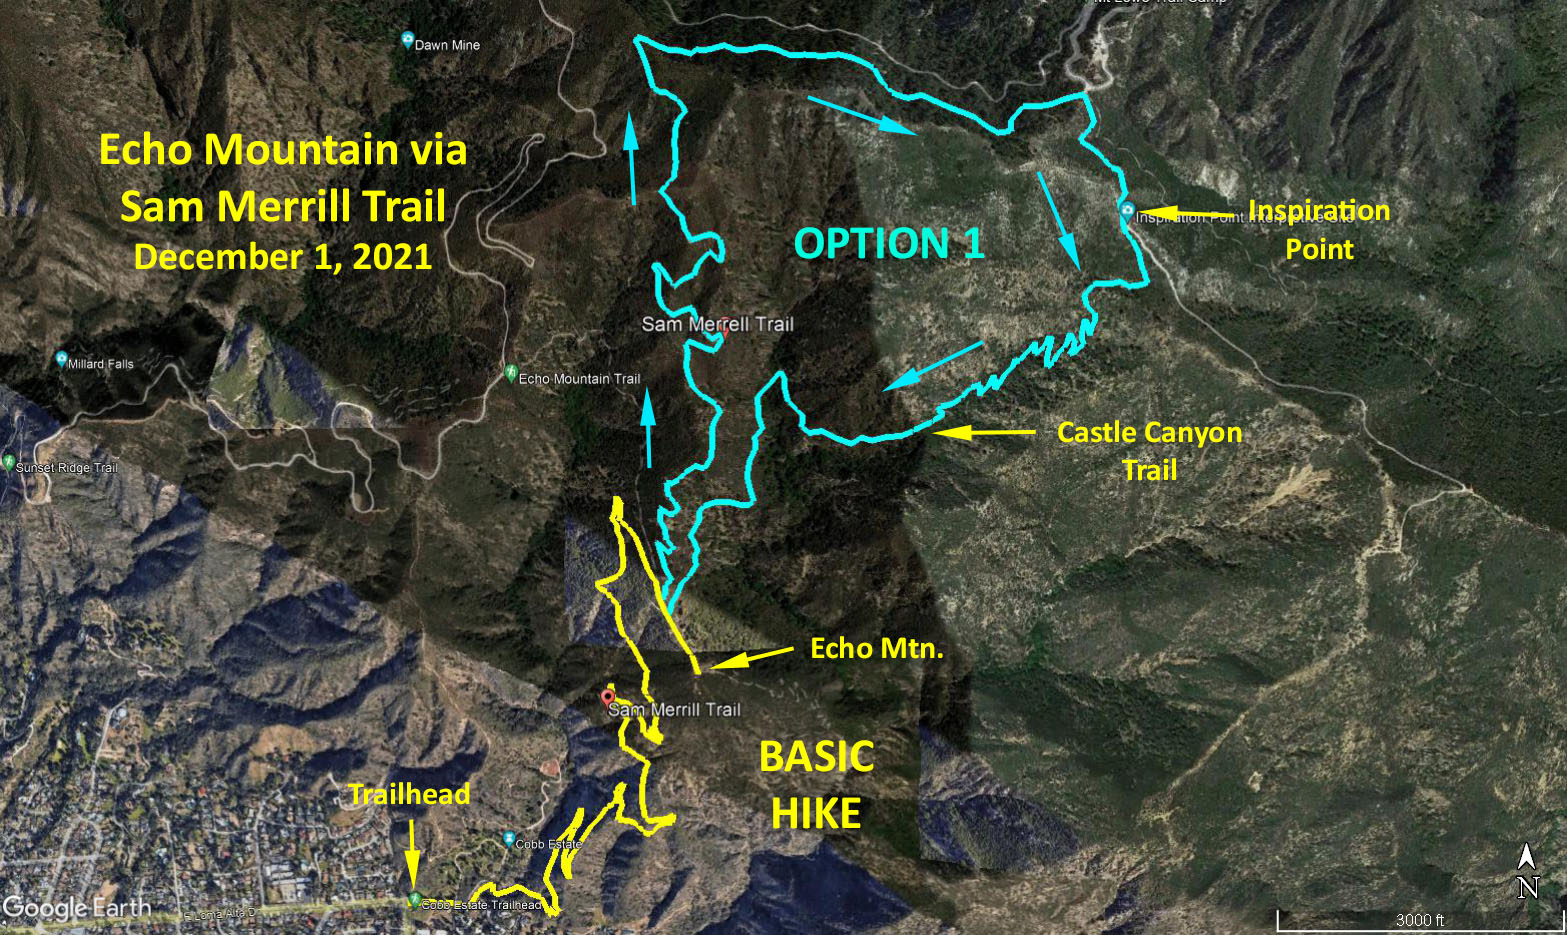 Mt Lowe Trail Camp
Dawn Mine
Echo Mountain via
Sam Merrill Trail
December 1, 2021
OPTION 1
Inspiration Point Interpretive Site
Inspiration
Point
Sam Merrell Trail
Millard Falls
Echo Mountain Trail
Castle Canyon
Trail
Sunset Ridge Trail
Echo Mtn.
Sam Merrill Trail
BASIC
HIKE
Trailhead
Cobb Estate
Cobb Estate Trailhead
Google Earth
E Loma Alta D
N
3000 ft